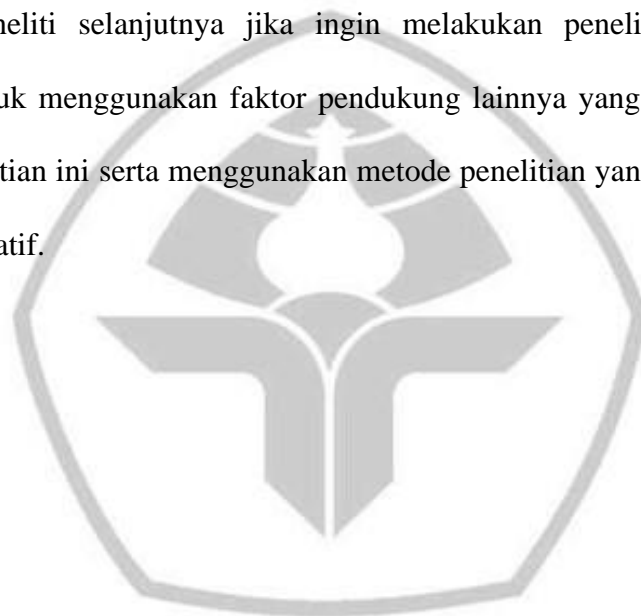 neliti selanjutnya jika ingin melakukan peneli
uk menggunakan faktor pendukung lainnya yang
tian ini serta menggunakan metode penelitian yan
atif.